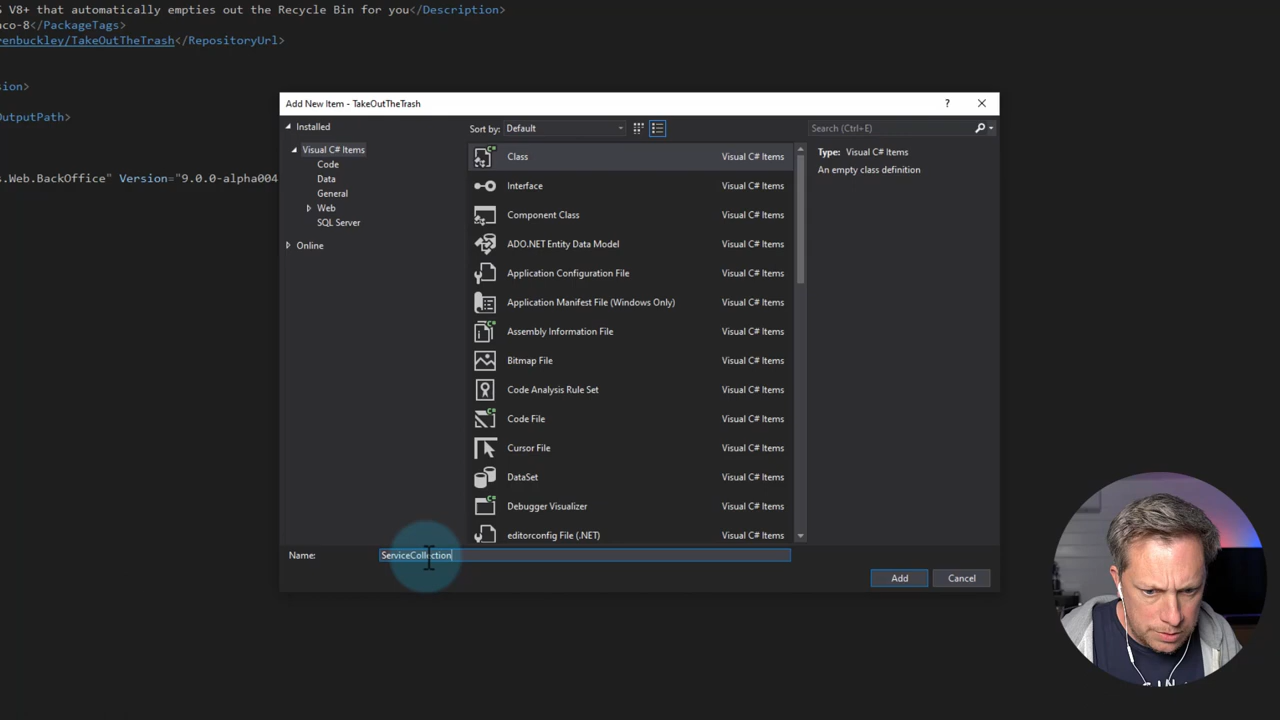 S V8+ that automatically empties out the Recycle Bin for you</Description>
aco-8</PackageTags>
renbuckley/TakeOutTheTrash</RepositoryUrl>
sion>
OutputPath>
s.Web.BackOffice" Version="9.0.0-alpha004
Add New Item - TakeOutTheTrash
?
Installed
Sort by: Default
Search (Ctrl+E)
Visual C# Items
Code
Data
General
Web
SQL Server
Online
Class Visual C# Items
Interface Visual C# Items
Component Class Visual C# Items
ADO.NET Entity Data Model Visual C# Items
Application Configuration File Visual C# Items
Application Manifest File (Windows Only) Visual C# Items
Assembly Information File Visual C# Items
Bitmap File Visual C# Items
Code Analysis Rule Set Visual C# Items
Code File Visual C# Items
Cursor File Visual C# Items
DataSet Visual C# Items
Debugger Visualizer Visual C# Items
editorconfig File (.NET) Visual C# Items
Type: Visual C# Items
An empty class definition
Name: ServiceCollection
Add Cancel